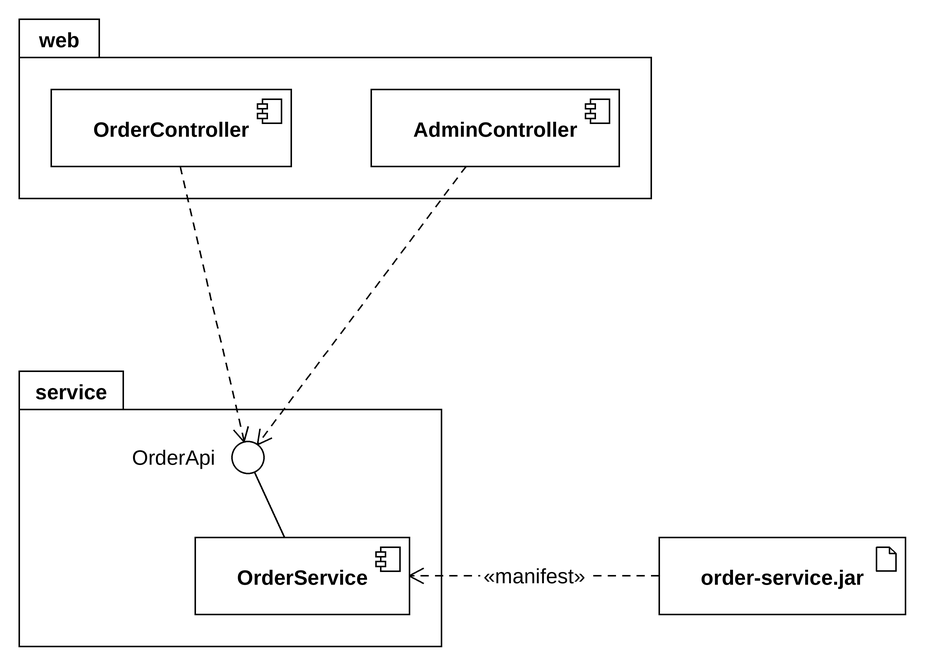 web
OrderController
AdminController
service
OrderApi
OrderService
«manifest»
order-service.jar